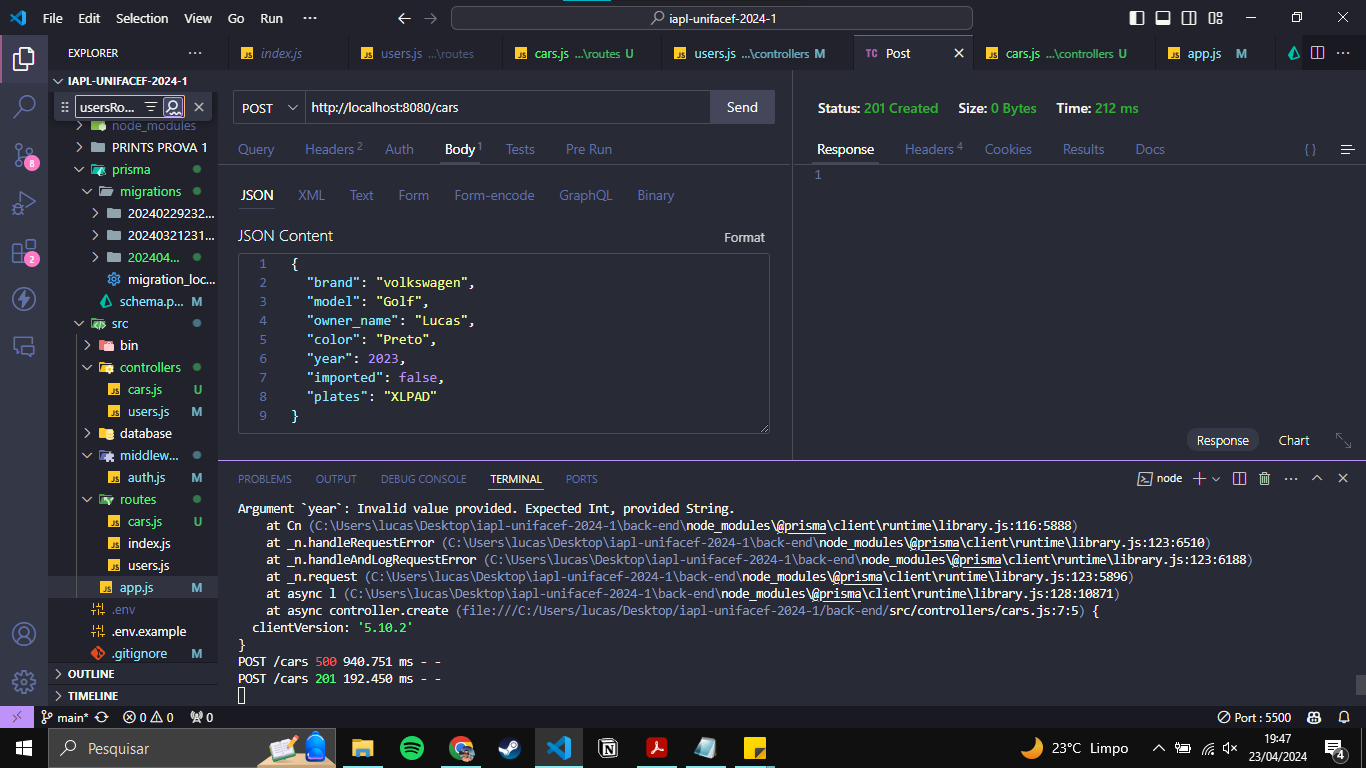 File Edit Selection View Go Run ··· iapl-unifacef-2024-1
EXPLORER ···
index.js users.js ...\routes cars.js ...\routes U users.js ...\controllers M TC Post cars.js ...\controllers U app.js M
IAPL-UNIFACEF-2024-1
usersRo...
node_modules
PRINTS PROVA 1
prisma
migrations
20240229232...
20240321231...
202404...
migration_loc...
schema.p... M
src
bin
controllers
cars.js U
users.js M
database
middlew...
auth.js M
routes
cars.js U
index.js
users.js
app.js M
.env
.env.example
.gitignore M
OUTLINE
TIMELINE
8
2
POST http://localhost:8080/cars Send
Query Headers 2 Auth Body 1 Tests Pre Run
JSON XML Text Form Form-encode GraphQL Binary
JSON Content Format
1 {
2 "brand": "volkswagen",
3 "model": "Golf",
4 "owner_name": "Lucas",
5 "color": "Preto",
6 "year": 2023,
7 "imported": false,
8 "plates": "XLPAD"
9 }
Status: 201 Created Size: 0 Bytes Time: 212 ms
Response Headers 4 Cookies Results Docs { }
1
Response Chart
PROBLEMS OUTPUT DEBUG CONSOLE TERMINAL PORTS node
Argument `year`: Invalid value provided. Expected Int, provided String.
at Cn (C:\Users\lucas\Desktop\iapl-unifacef-2024-1\back-end\node_modules\@prisma\client\runtime\library.js:116:5888)
at _n.handleRequestError (C:\Users\lucas\Desktop\iapl-unifacef-2024-1\back-end\node_modules\@prisma\client\runtime\library.js:123:6510)
at _n.handleAndLogRequestError (C:\Users\lucas\Desktop\iapl-unifacef-2024-1\back-end\node_modules\@prisma\client\runtime\library.js:123:6188)
at _n.request (C:\Users\lucas\Desktop\iapl-unifacef-2024-1\back-end\node_modules\@prisma\client\runtime\library.js:123:5896)
at async l (C:\Users\lucas\Desktop\iapl-unifacef-2024-1\back-end\node_modules\@prisma\client\runtime\library.js:128:10871)
at async controller.create (file:///C:/Users/lucas/Desktop/iapl-unifacef-2024-1/back-end/src/controllers/cars.js:7:5) {
clientVersion: '5.10.2'
}
POST /cars 500 940.751 ms - -
POST /cars 201 192.450 ms - -
main* 0 0 0 Port : 5500
Pesquisar 23°C Limpo 19:47
23/04/2024 4